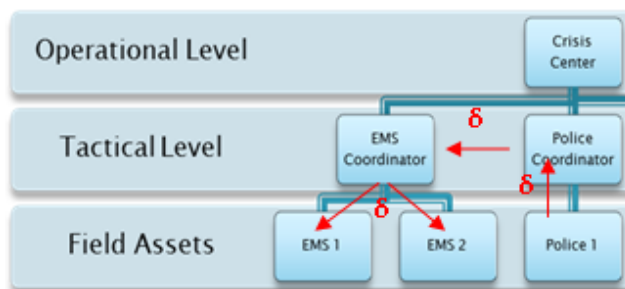 Operational Level
Crisis
Center
δ
Tactical Level
EMS
Coordinator
Police
Coordinator
δ
δ
Field Assets
EMS 1
EMS 2
Police 1